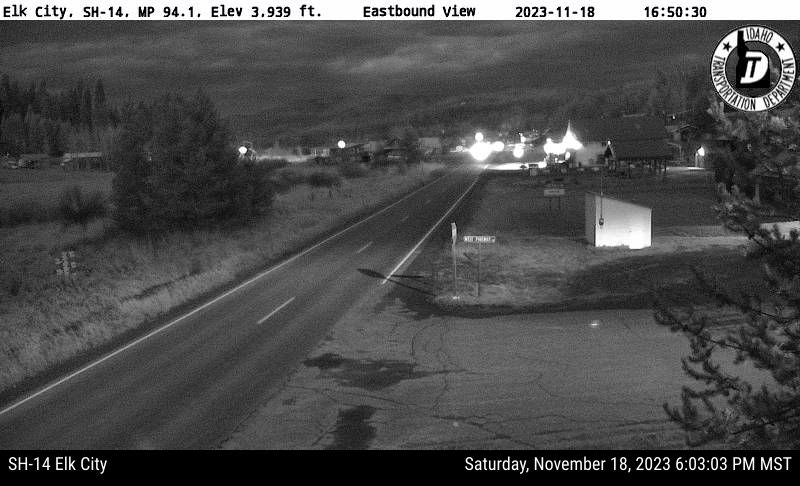 Elk City, SH-14, MP 94.1, Elev 3,939 ft. Eastbound View 2023-11-18 16:50:30
IDAHO
TRANSPORTATION DEPARTMENT
SH-14 Elk City Saturday, November 18, 2023 6:03:03 PM MST